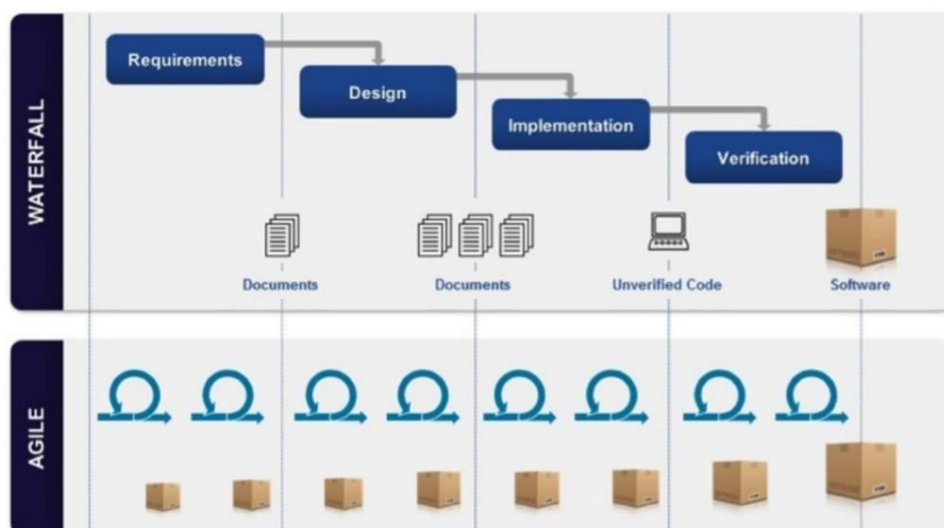 WATERFALL
Requirements
Design
Implementation
Verification
Documents
Documents
Unverified Code
Software
AGILE